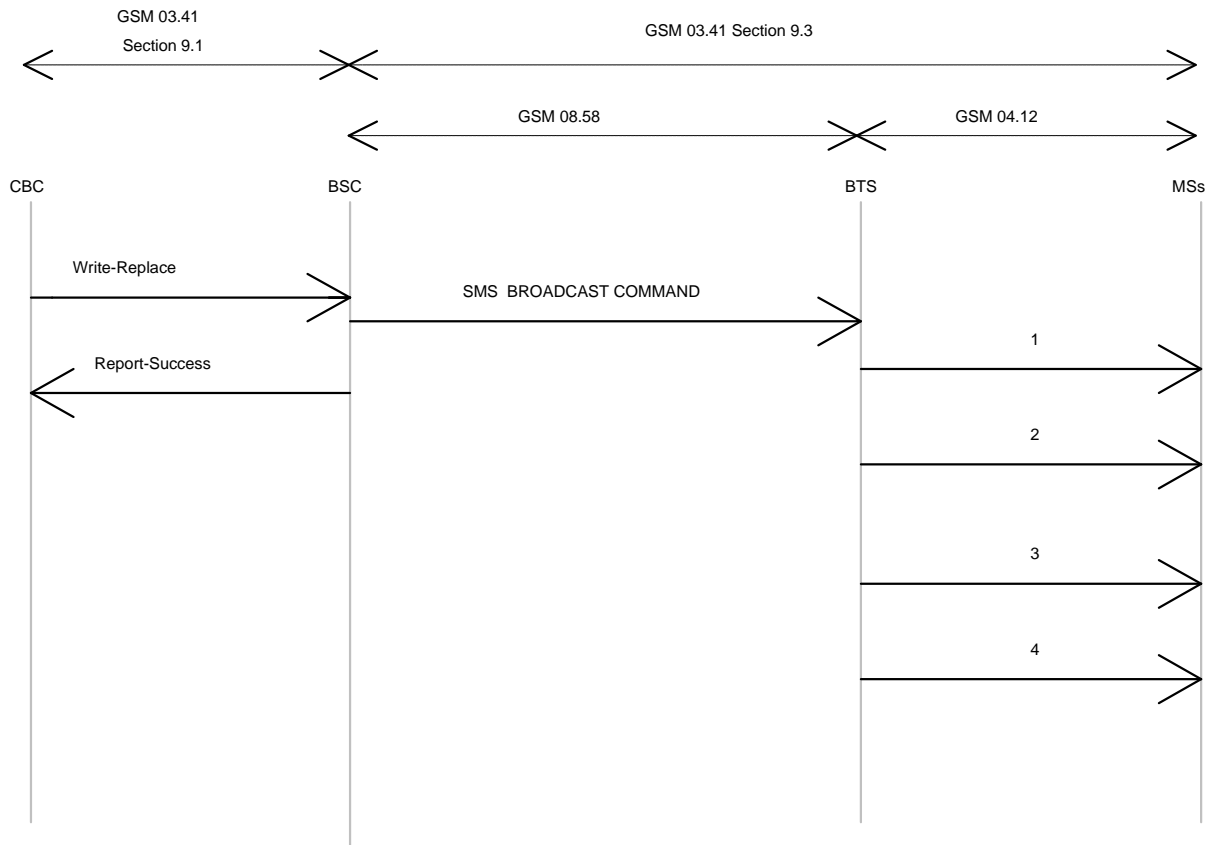 GSM 03.41
Section 9.1
GSM 03.41 Section 9.3
GSM 08.58
GSM 04.12
CBC
BSC
BTS
MSs
Write-Replace
SMS BROADCAST COMMAND
1
Report-Success
2
3
4